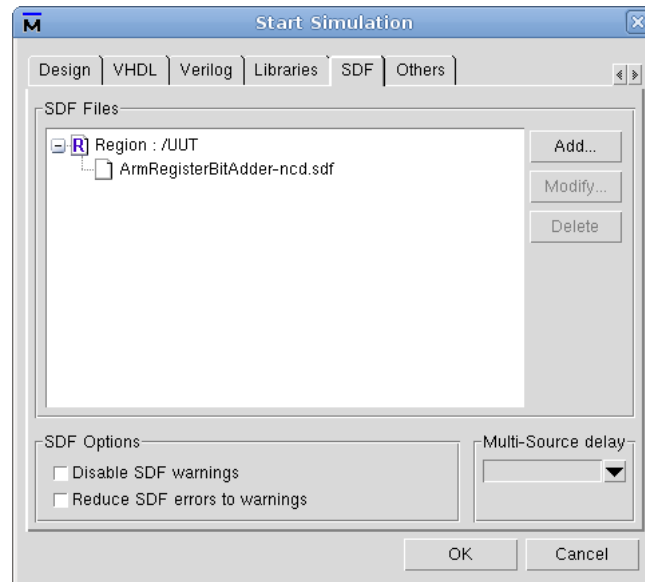 M
Start Simulation
Design VHDL Verilog Libraries SDF Others
SDF Files
R Region : /UUT
ArmRegisterBitAdder-ncd.sdf
Add...
Modify...
Delete
SDF Options
Disable SDF warnings
Reduce SDF errors to warnings
Multi-Source delay
OK
Cancel